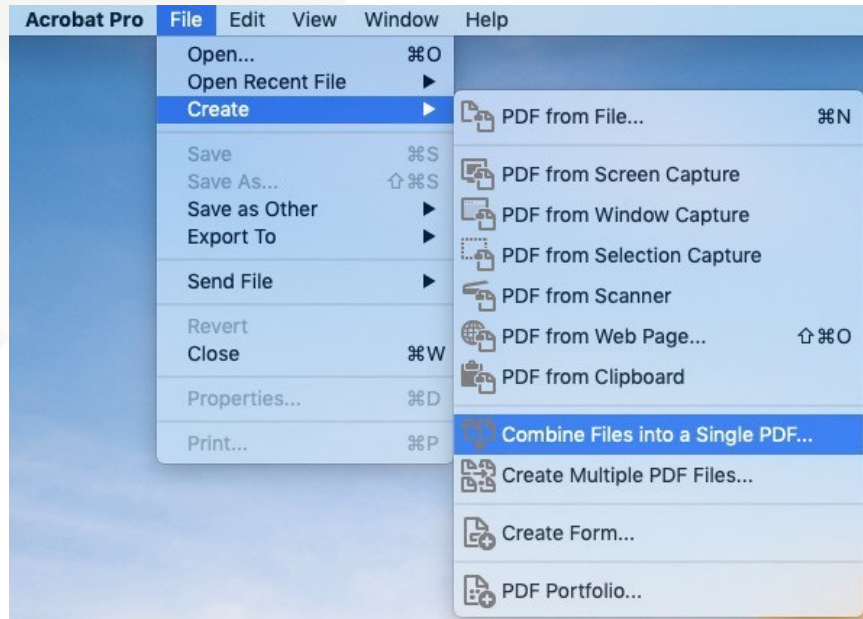 Acrobat Pro File Edit View Window Help
Open... ⌘O
Open Recent File ▶
Create ▶
Save ⌘S
Save As... ⇧⌘S
Save as Other ▶
Export To ▶
Send File ▶
Revert
Close ⌘W
Properties... ⌘D
Print... ⌘P
PDF from File... ⌘N
PDF from Screen Capture
PDF from Window Capture
PDF from Selection Capture
PDF from Scanner
PDF from Web Page... ⇧⌘O
PDF from Clipboard
Combine Files into a Single PDF...
Create Multiple PDF Files...
Create Form...
PDF Portfolio...